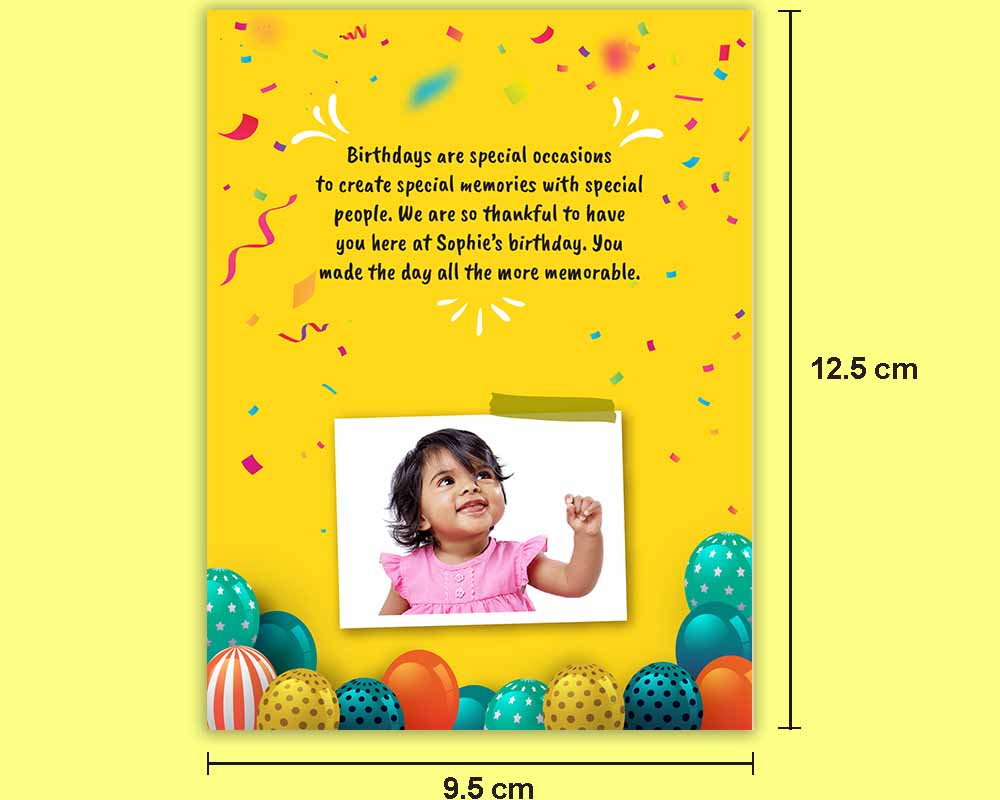 Birthdays are special occasions
to create special memories with special
people. We are so thankful to have
you here at Sophie's birthday. You
made the day all the more memorable.
12.5 cm
9.5 cm